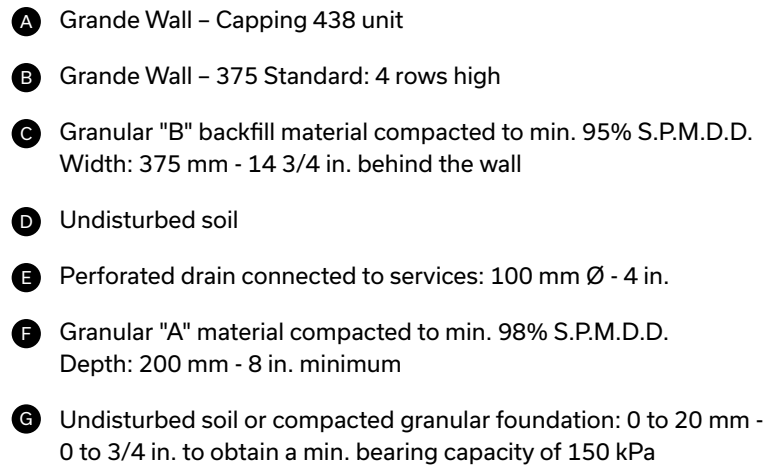 A Grande Wall – Capping 438 unit
B Grande Wall – 375 Standard: 4 rows high
C Granular "B" backfill material compacted to min. 95% S.P.M.D.D.
Width: 375 mm - 14 3/4 in. behind the wall
D Undisturbed soil
E Perforated drain connected to services: 100 mm Ø - 4 in.
F Granular "A" material compacted to min. 98% S.P.M.D.D.
Depth: 200 mm - 8 in. minimum
G Undisturbed soil or compacted granular foundation: 0 to 20 mm -
0 to 3/4 in. to obtain a min. bearing capacity of 150 kPa